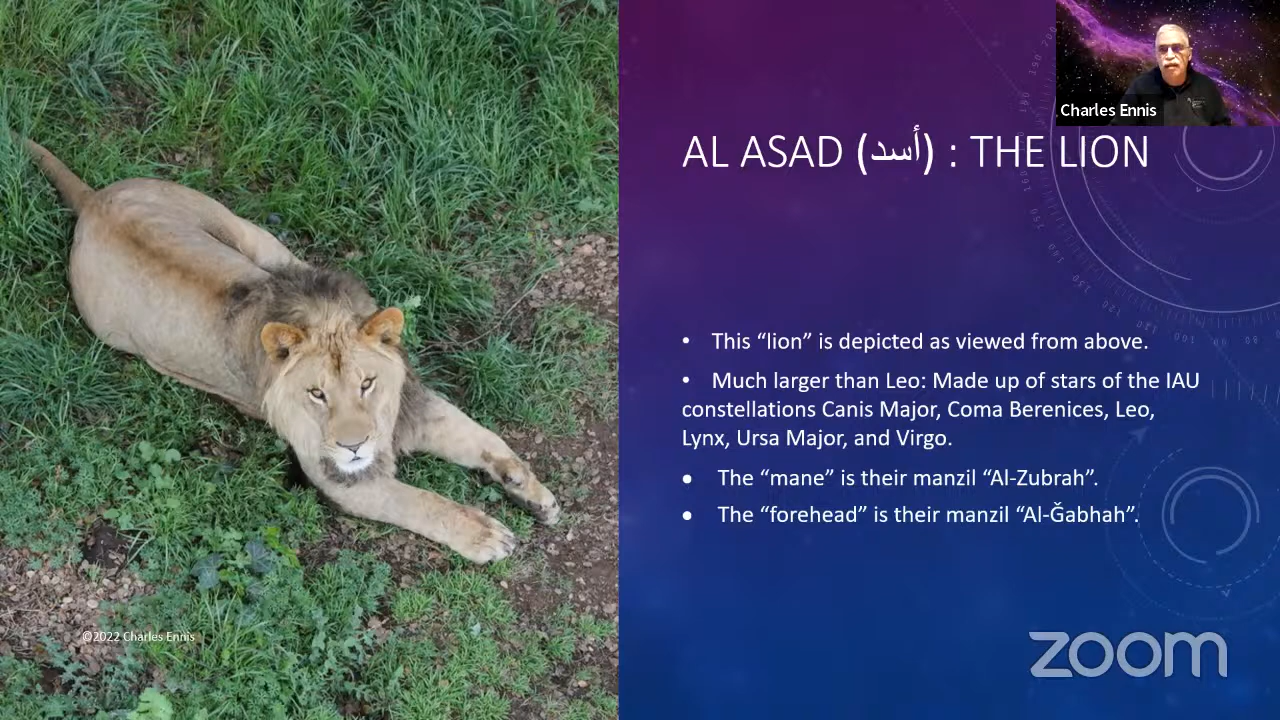 Charles Ennis
AL ASAD (أسد) : THE LION
• This “lion” is depicted as viewed from above.
• Much larger than Leo: Made up of stars of the IAU
constellations Canis Major, Coma Berenices, Leo,
Lynx, Ursa Major, and Virgo.
• The “mane” is their manzil “Al-Zubrah”.
• The “forehead” is their manzil “Al-Ğabhah”.
©2022 Charles Ennis
zoom